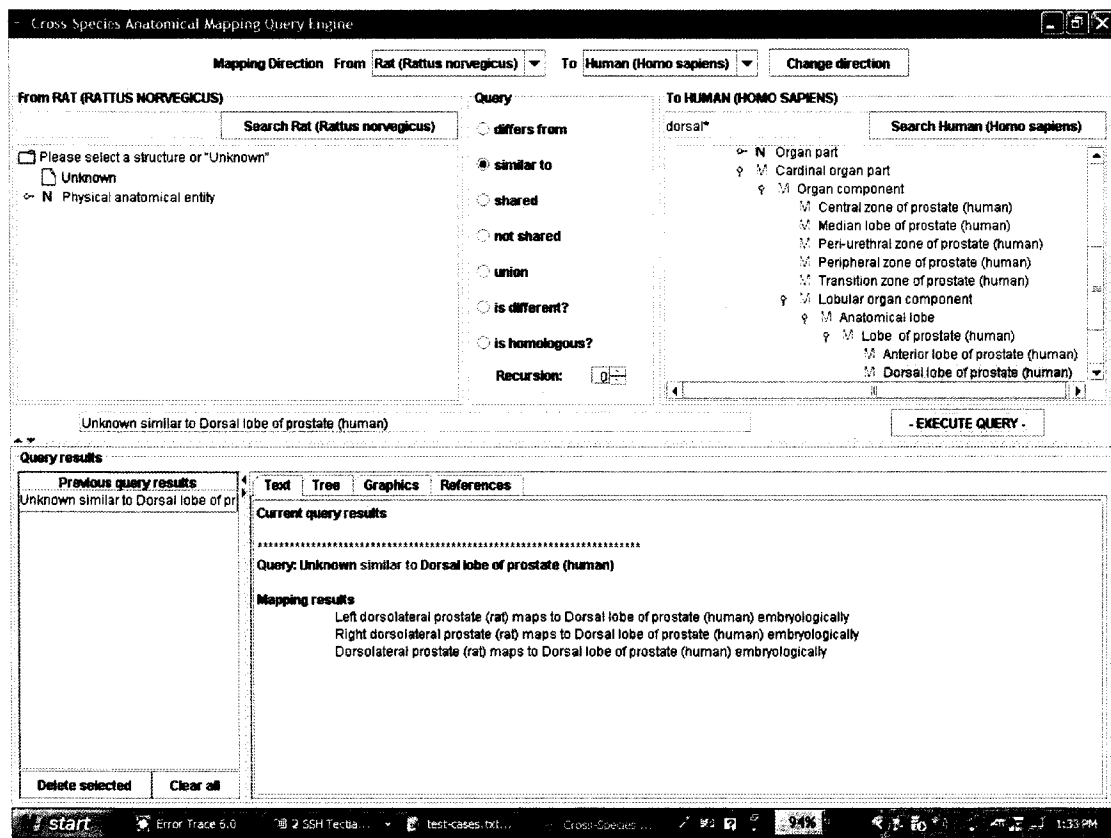 Cross Species Anatomical Mapping Query Engine
Mapping Direction From Rat (Rattus norvegicus) To Human (Homo sapiens) Change direction
From RAT (RATTUS NORVEGICUS)
Search Rat (Rattus norvegicus)
Please select a structure or "Unknown"
Unknown
N Physical anatomical entity
Query
differs from
similar to
shared
not shared
union
is different?
is homologous?
Recursion: 0
To HUMAN (HOMO SAPIENS)
dorsal* Search Human (Homo sapiens)
N Organ part
M Cardinal organ part
M Organ component
M Central zone of prostate (human)
M Median lobe of prostate (human)
M Peri-urethral zone of prostate (human)
M Peripheral zone of prostate (human)
M Transition zone of prostate (human)
M Lobular organ component
M Anatomical lobe
M Lobe of prostate (human)
M Anterior lobe of prostate (human)
M Dorsal lobe of prostate (human)
Unknown similar to Dorsal lobe of prostate (human) - EXECUTE QUERY -
Query results
Previous query results
Unknown similar to Dorsal lobe of pr
Delete selected Clear all
Text Tree Graphics References
Current query results
************************************************************************
Query: Unknown similar to Dorsal lobe of prostate (human)
Mapping results
Left dorsolateral prostate (rat) maps to Dorsal lobe of prostate (human) embryologically
Right dorsolateral prostate (rat) maps to Dorsal lobe of prostate (human) embryologically
Dorsolateral prostate (rat) maps to Dorsal lobe of prostate (human) embryologically
start Error Trace 6.0 2 SSH Tectia... test-cases.txt... Cross-Species ... 94% 1:33 PM